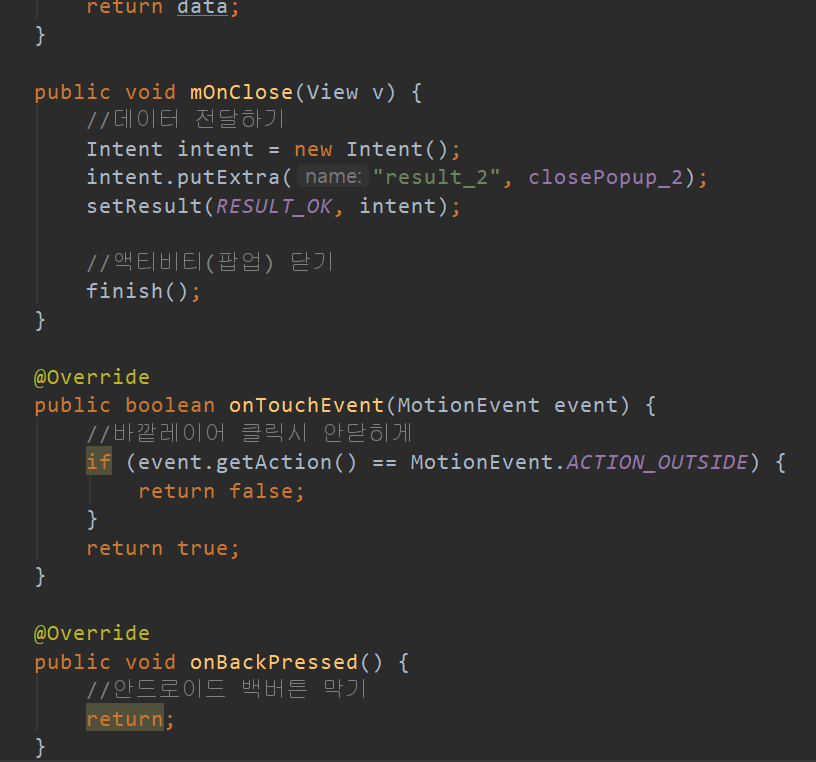 return data;
}
public void mOnClose(View v) {
//데이터 전달하기
Intent intent = new Intent();
intent.putExtra( name: "result_2", closePopup_2);
setResult(RESULT_OK, intent);
//액티비티(팝업) 닫기
finish();
}
@Override
public boolean onTouchEvent(MotionEvent event) {
//바깥레이어 클릭시 안닫히게
if (event.getAction() == MotionEvent.ACTION_OUTSIDE) {
return false;
}
return true;
}
@Override
public void onBackPressed() {
//안드로이드 백버튼 막기
return;
}